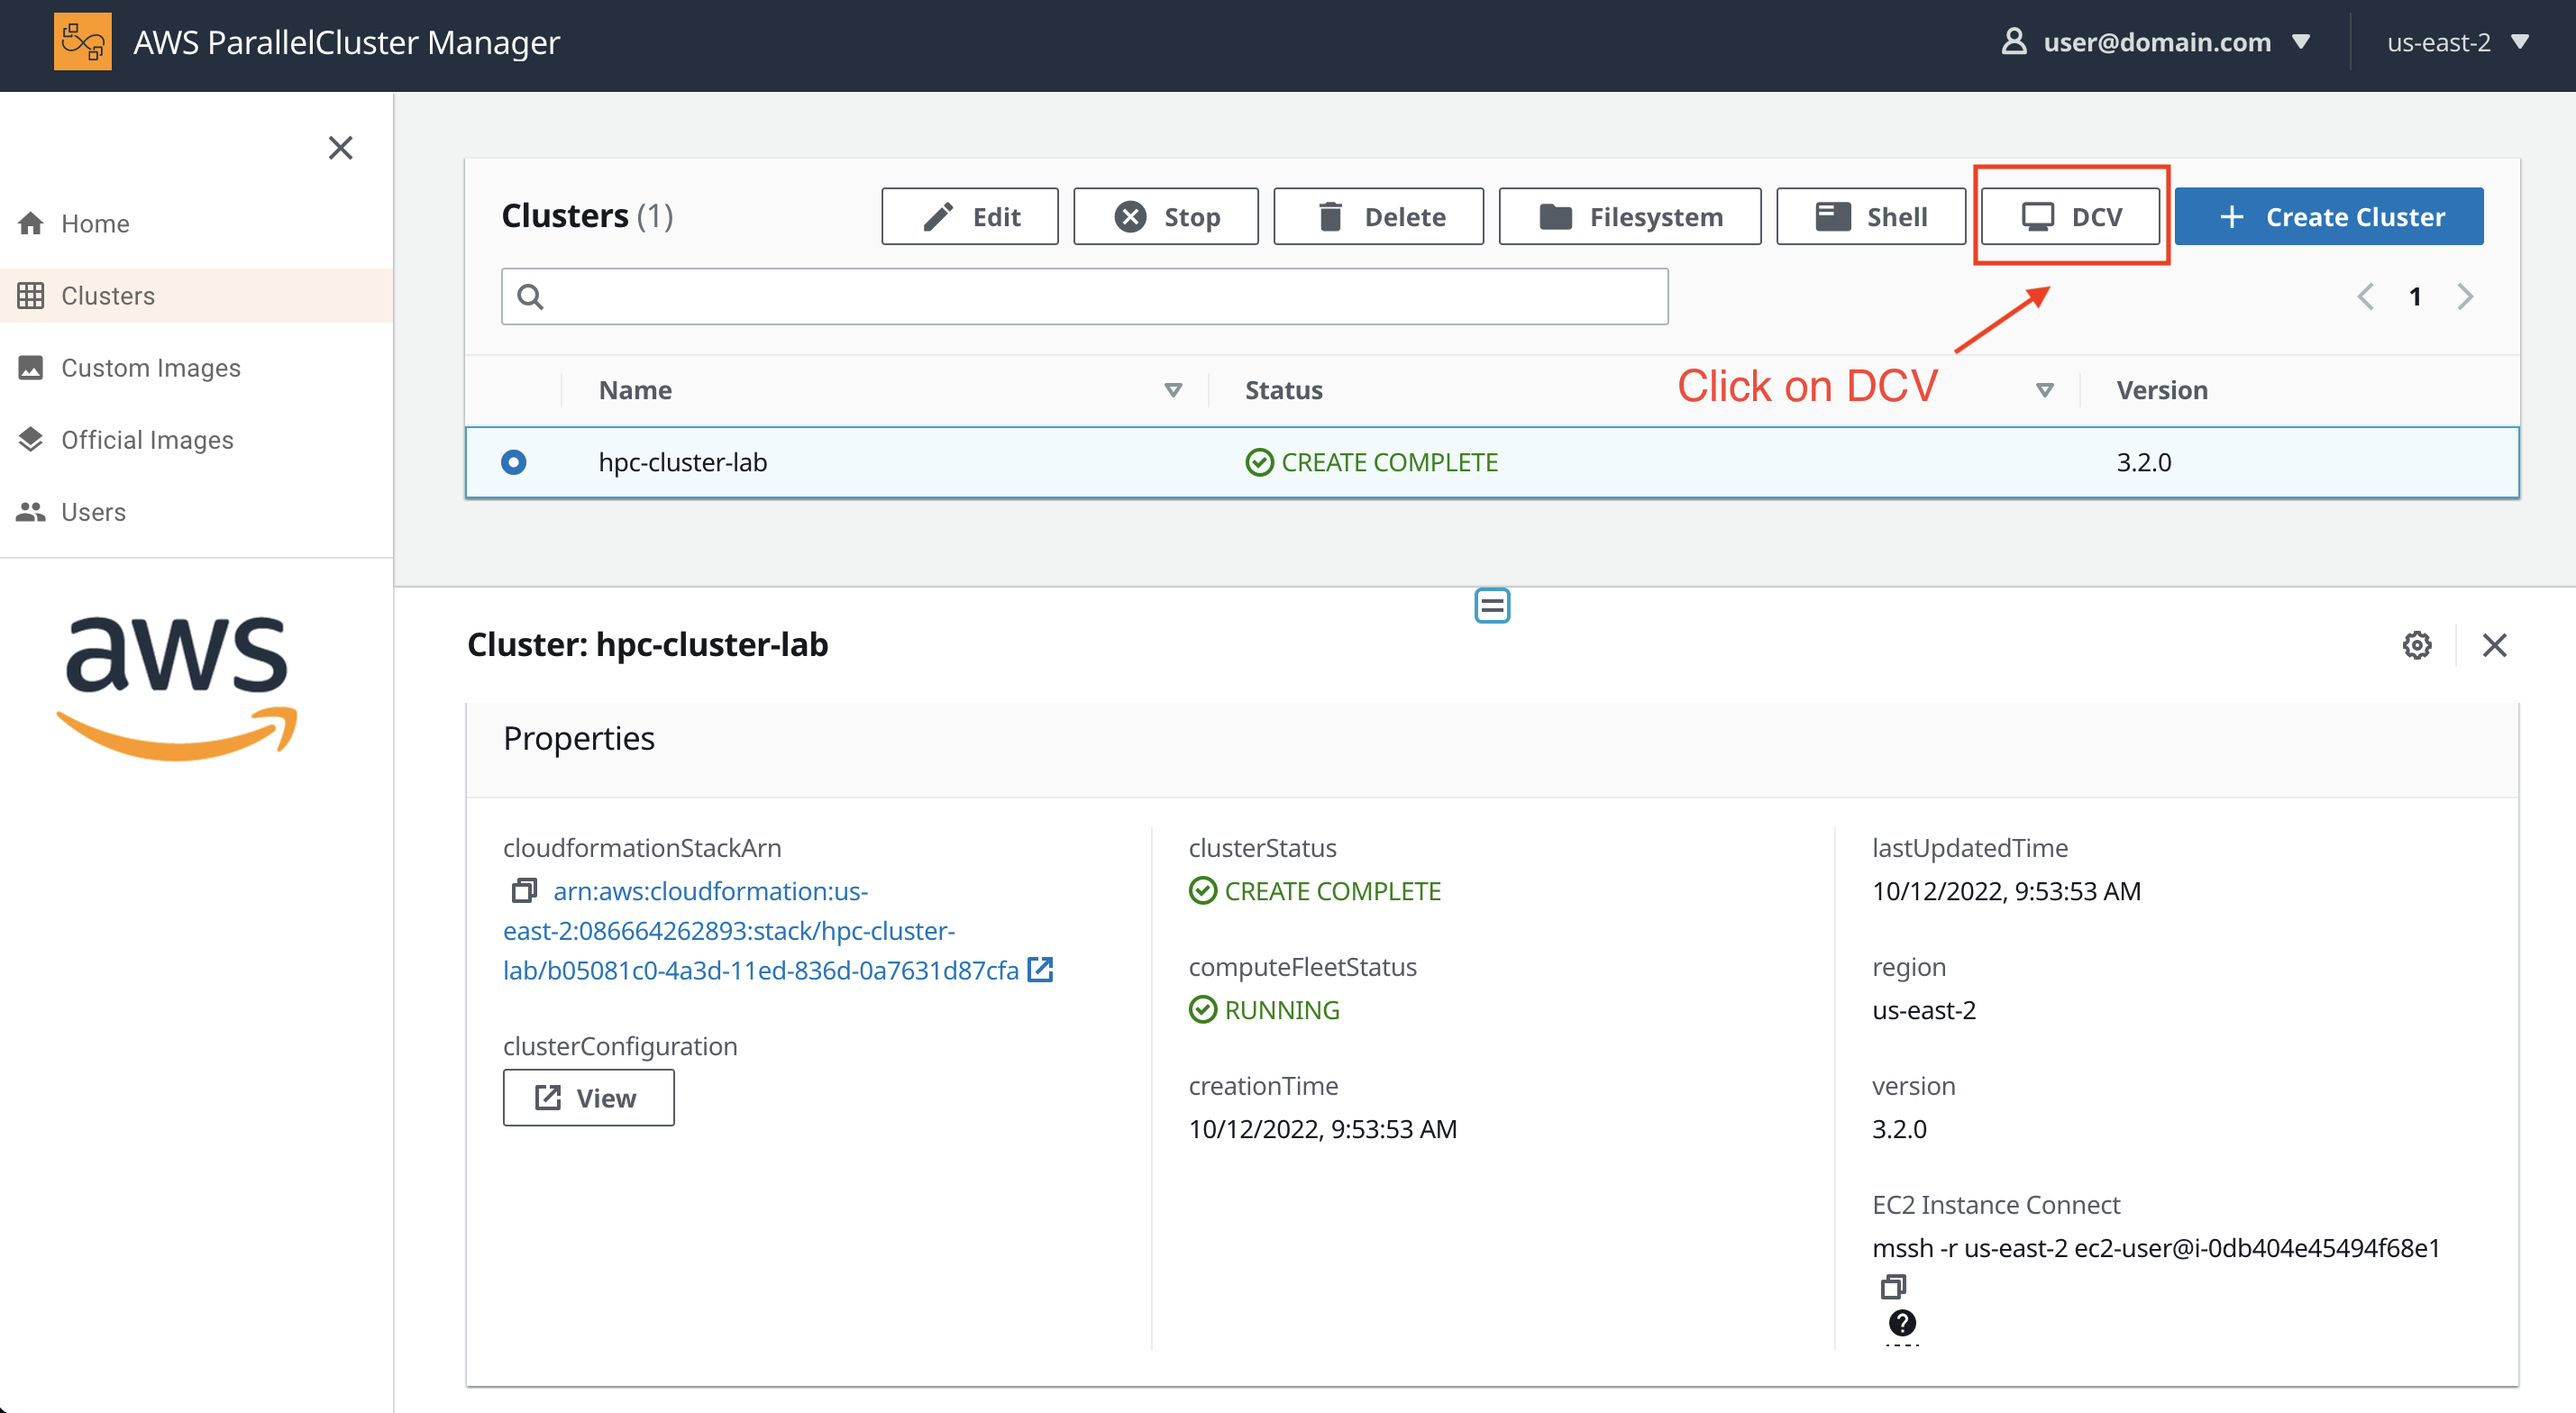 AWS ParallelCluster Manager
user@domain.com
us-east-2
Home
Clusters
Custom Images
Official Images
Users
aws
Clusters (1)
Edit
Stop
Delete
Filesystem
Shell
DCV
+ Create Cluster
1
Click on DCV
Name
Status
Version
hpc-cluster-lab
CREATE COMPLETE
3.2.0
Cluster: hpc-cluster-lab
Properties
cloudformationStackArn
arn:aws:cloudformation:us-
east-2:086664262893:stack/hpc-cluster-
lab/b05081c0-4a3d-11ed-836d-0a7631d87cfa
clusterConfiguration
View
clusterStatus
CREATE COMPLETE
computeFleetStatus
RUNNING
creationTime
10/12/2022, 9:53:53 AM
lastUpdatedTime
10/12/2022, 9:53:53 AM
region
us-east-2
version
3.2.0
EC2 Instance Connect
mssh -r us-east-2 ec2-user@i-0db404e45494f68e1